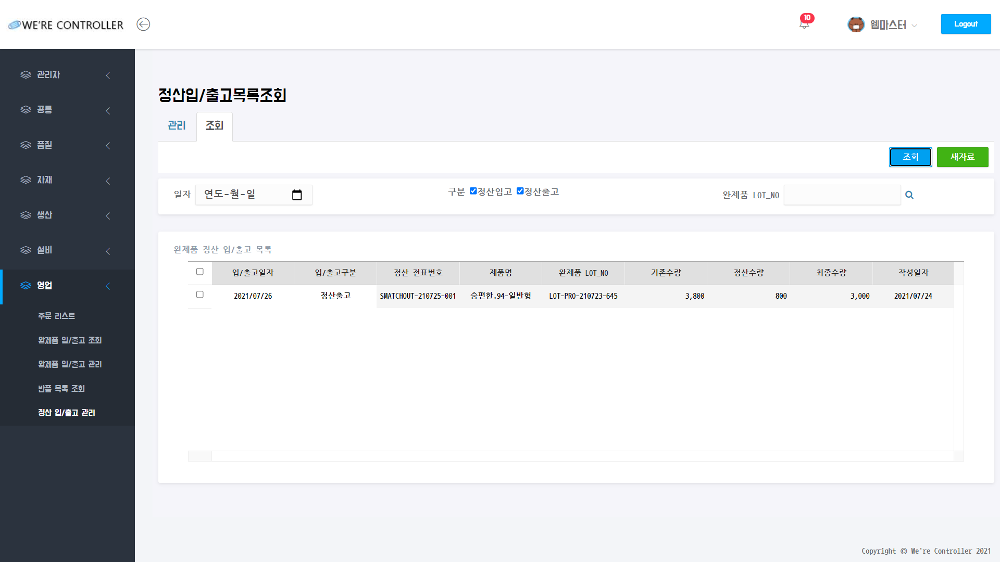 WE'RE CONTROLLER
10
웹마스터
Logout
관리자
공통
품질
자재
생산
설비
영업
주문 리스트
완제품 입/출고 조회
완제품 입/출고 관리
반품 목록 조회
정산 입/출고 관리
정산입/출고목록조회
관리 조회
조회 새자료
일자 연도-월-일 구분 정산입고 정산출고 완제품 LOT_NO
완제품 정산 입/출고 목록
입/출고일자 입/출고구분 정산 전표번호 제품명 완제품 LOT_NO 기존수량 정산수량 최종수량 작성일자
2021/07/26 정산출고 SMATCHOUT-210725-001 숨편한.94-일반형 LOT-PRO-210723-645 3,800 800 3,000 2021/07/24
Copyright © We're Controller 2021